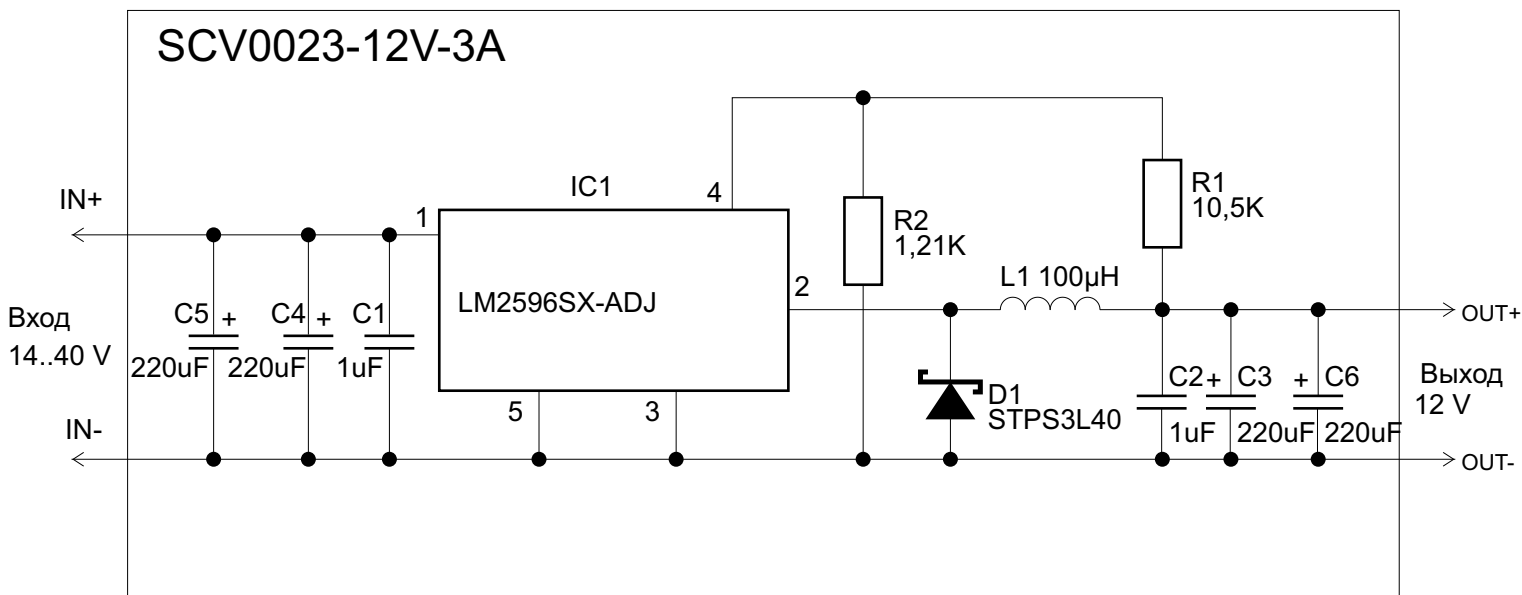 SCV0023-12V-3A
IC1
4
IN+
1
R2
1,21K
R1
10,5K
2
L1 100µH
LM2596SX-ADJ
Вход
14..40 V
C5 +
220uF
C4 +
220uF
C1
1uF
OUT+
5
3
D1
STPS3L40
C2
1uF
+ C3
220uF
+ C6
220uF
Выход
12 V
IN-
OUT-